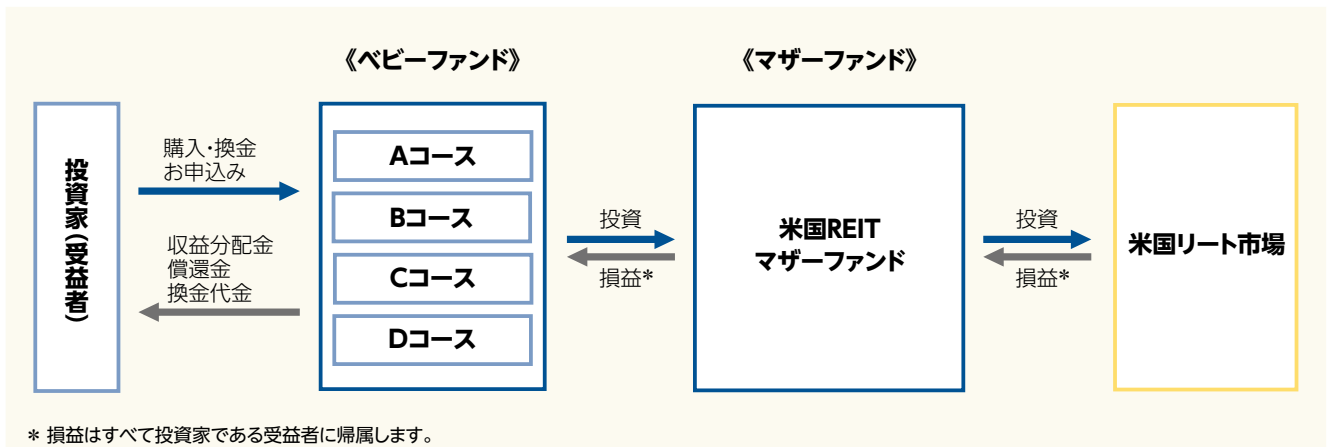 《ベビーファンド》
《マザーファンド》
投資家(受益者)
購入・換金
お申込み
収益分配金
償還金
換金代金
Aコース
Bコース
Cコース
Dコース
投資
損益*
米国REIT
マザーファンド
投資
損益*
米国リート市場
* 損益はすべて投資家である受益者に帰属します。